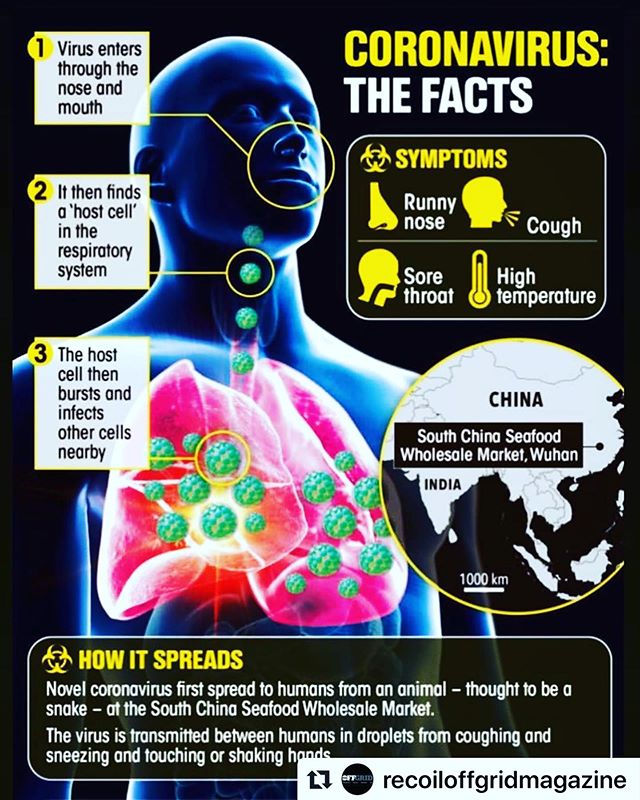 CORONAVIRUS:
THE FACTS
1 Virus enters
through the
nose and
mouth
2 It then finds
a 'host cell'
in the
respiratory
system
3 The host
cell then
bursts and
infects
other cells
nearby
SYMPTOMS
Runny
nose
Cough
Sore
throat
High
temperature
CHINA
South China Seafood
Wholesale Market, Wuhan
INDIA
1000 km
HOW IT SPREADS
Novel coronavirus first spread to humans from an animal – thought to be a
snake – at the South China Seafood Wholesale Market.
The virus is transmitted between humans in droplets from coughing and
sneezing and touching or shaking hands
OFFGRID
recoiloffgridmagazine